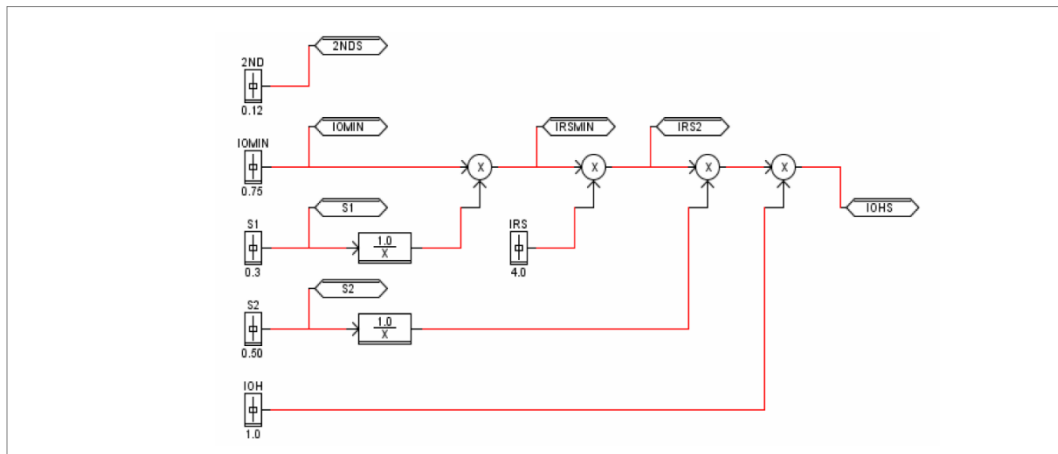 2NDS
2ND
0.12
IOMIN
IRSMIN
IRS2
IOMIN
X
X
X
X
0.75
S1
IOHS
S1
1.0
X
IRS
0.3
4.0
S2
S2
1.0
X
0.50
IOH
1.0